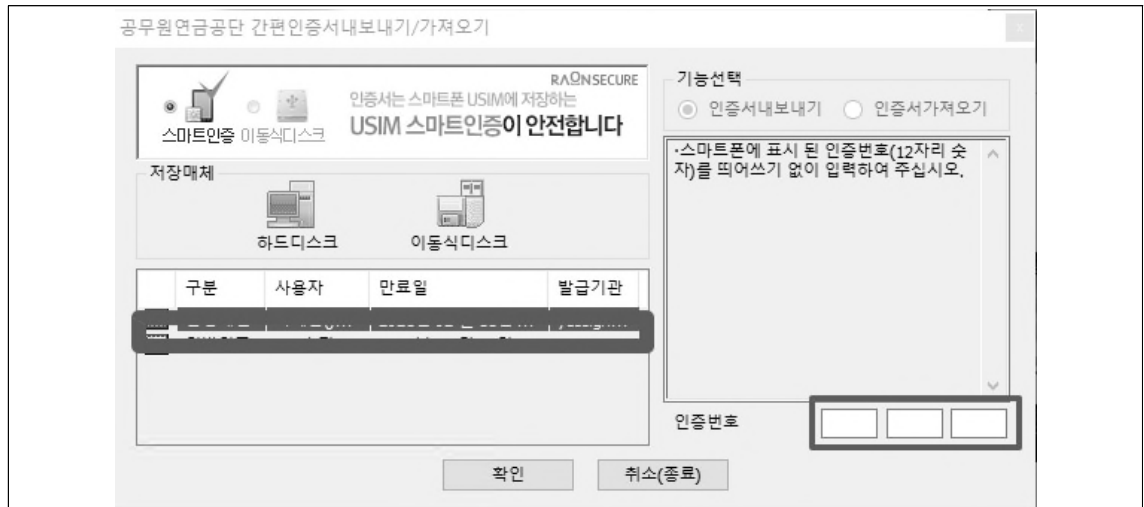 공무원연금공단 간편인증서내보내기/가져오기
RAONSECURE
인증서는 스마트폰 USIM에 저장하는
USIM 스마트인증이 안전합니다
스마트인증 이동식디스크
저장매체
하드디스크 이동식디스크
구분 사용자 만료일 발급기관
기능선택
인증서내보내기 인증서가져오기
·스마트폰에 표시 된 인증번호(12자리 숫
자)를 띄어쓰기 없이 입력하여 주십시오.
인증번호
확인 취소(종료)